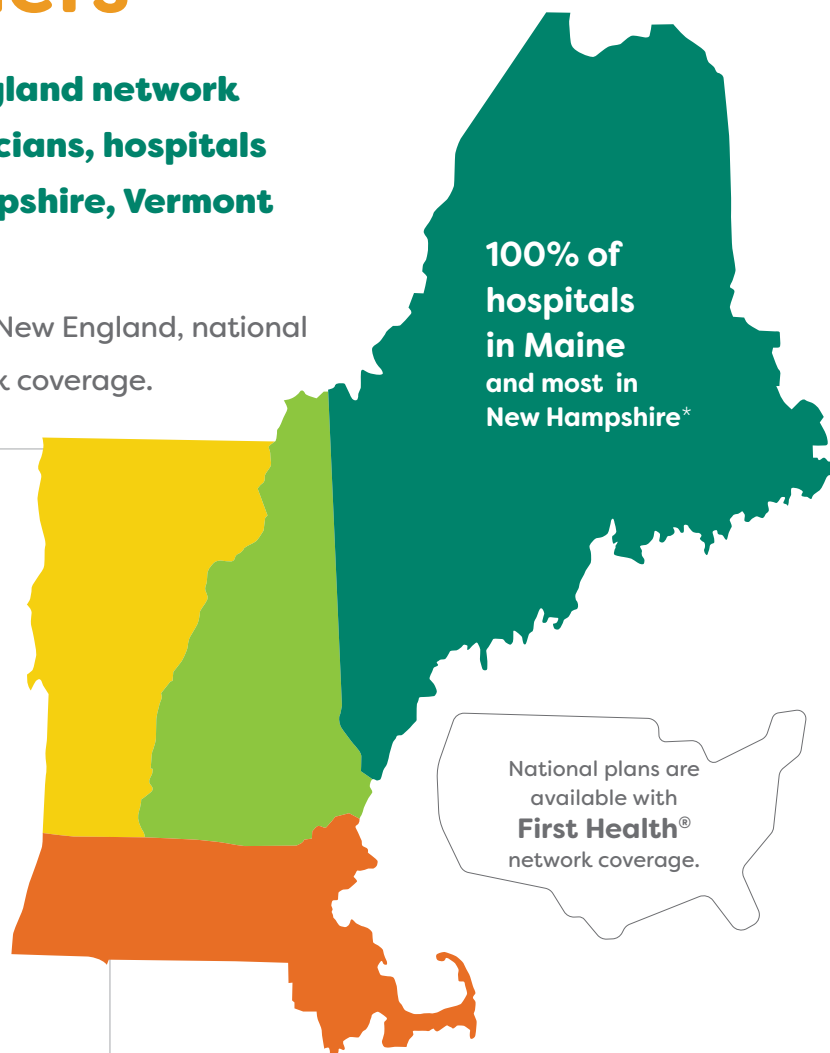 gland network
cians, hospitals
pshire, Vermont
New England, national
coverage.
100% of
hospitals
in Maine
and most in
New Hampshire*
National plans are
available with
First Health®
network coverage.